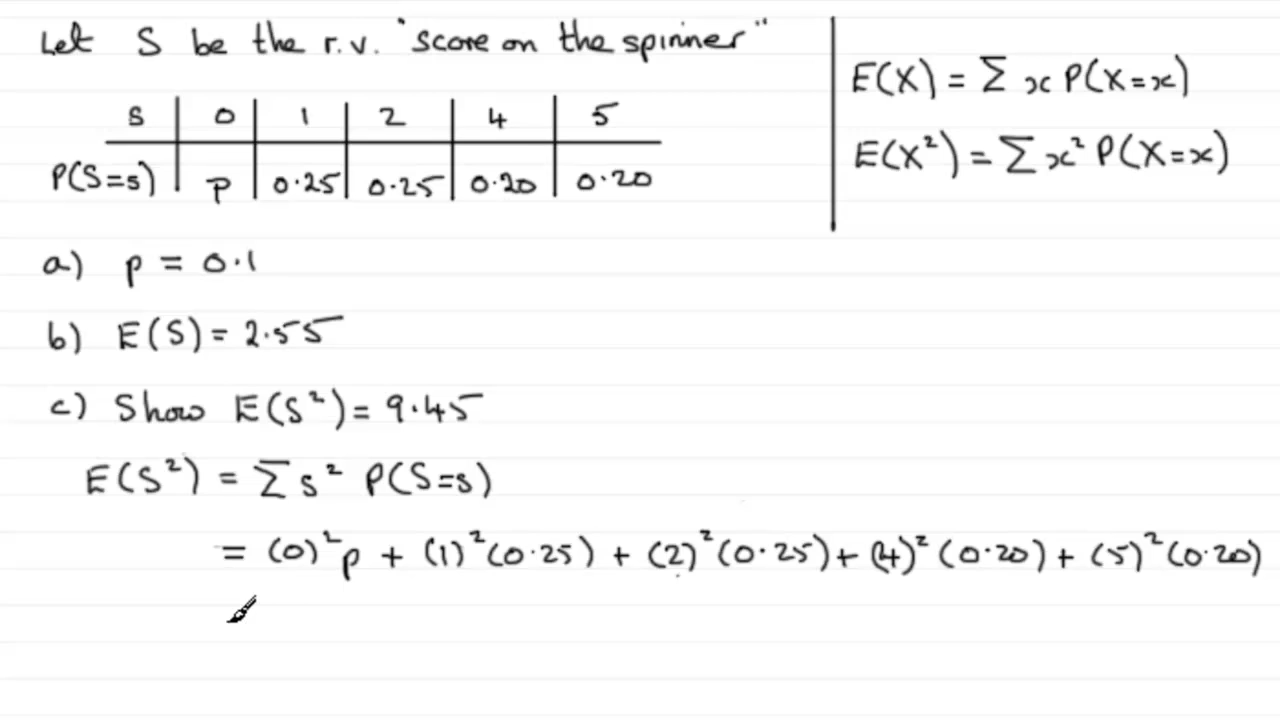 Let S be the r.v. "score on the spinner"
E(X) = Σ x P(X=x)
E(X²) = Σ x² P(X=x)
s | 0 | 1 | 2 | 4 | 5
P(S=s) | p | 0.25 | 0.25 | 0.20 | 0.20
a) p = 0.1
b) E(S) = 2.55
c) Show E(S²) = 9.45
E(S²) = Σ s² P(S=s)
= (0)² p + (1)² (0.25) + (2)² (0.25) + (4)² (0.20) + (5)² (0.20)